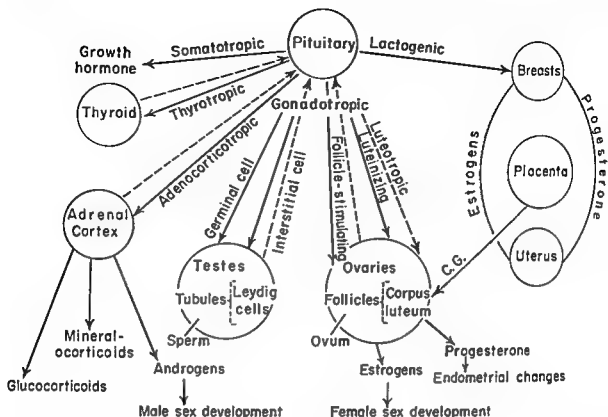 Pituitary
Somatotropic
Lactogenic
Growth
hormone
Breasts
Thyroid
Thyrotropic
Gonadotropic
Adenocorticotropic
Germinal cell
Interstitial cell
Follicle-stimulating
Luteinizing
Luteotropic
Estrogens
Progesterone
Placenta
Adrenal
Cortex
Uterus
C.G.
Testes
Tubules
Leydig
cells
Sperm
Ovaries
Follicles
Corpus
luteum
Ovum
Mineral-
ocorticoids
Glucocorticoids
Androgens
Male sex development
Estrogens
Female sex development
Progesterone
Endometrial changes